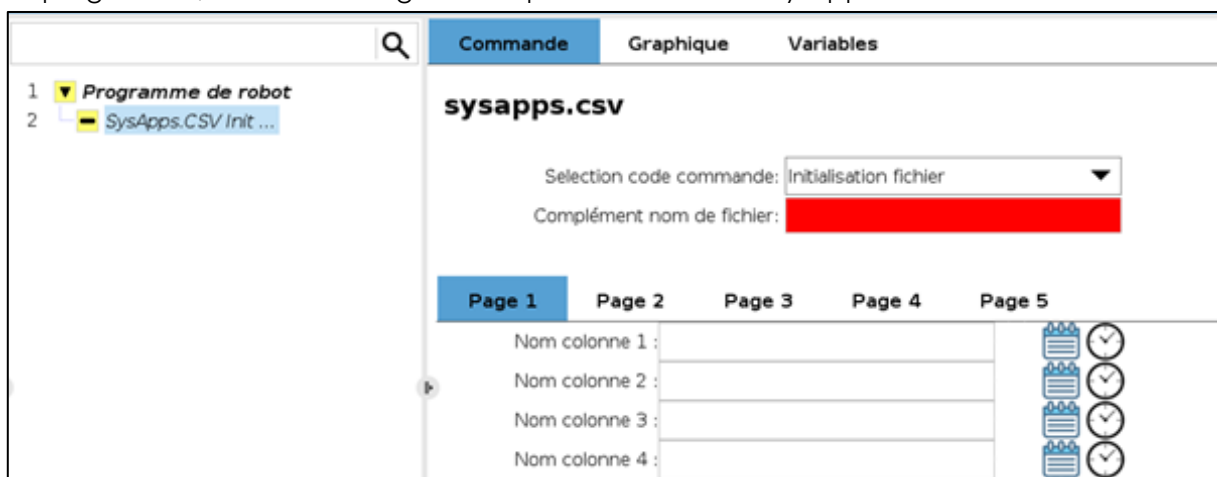 Commande Graphique Variables
1 Programme de robot
2 SysApps.CSV Init ...
sysapps.csv
Selection code commande: Initialisation fichier
Complément nom de fichier:
Page 1 Page 2 Page 3 Page 4 Page 5
Nom colonne 1 :
Nom colonne 2 :
Nom colonne 3 :
Nom colonne 4 :